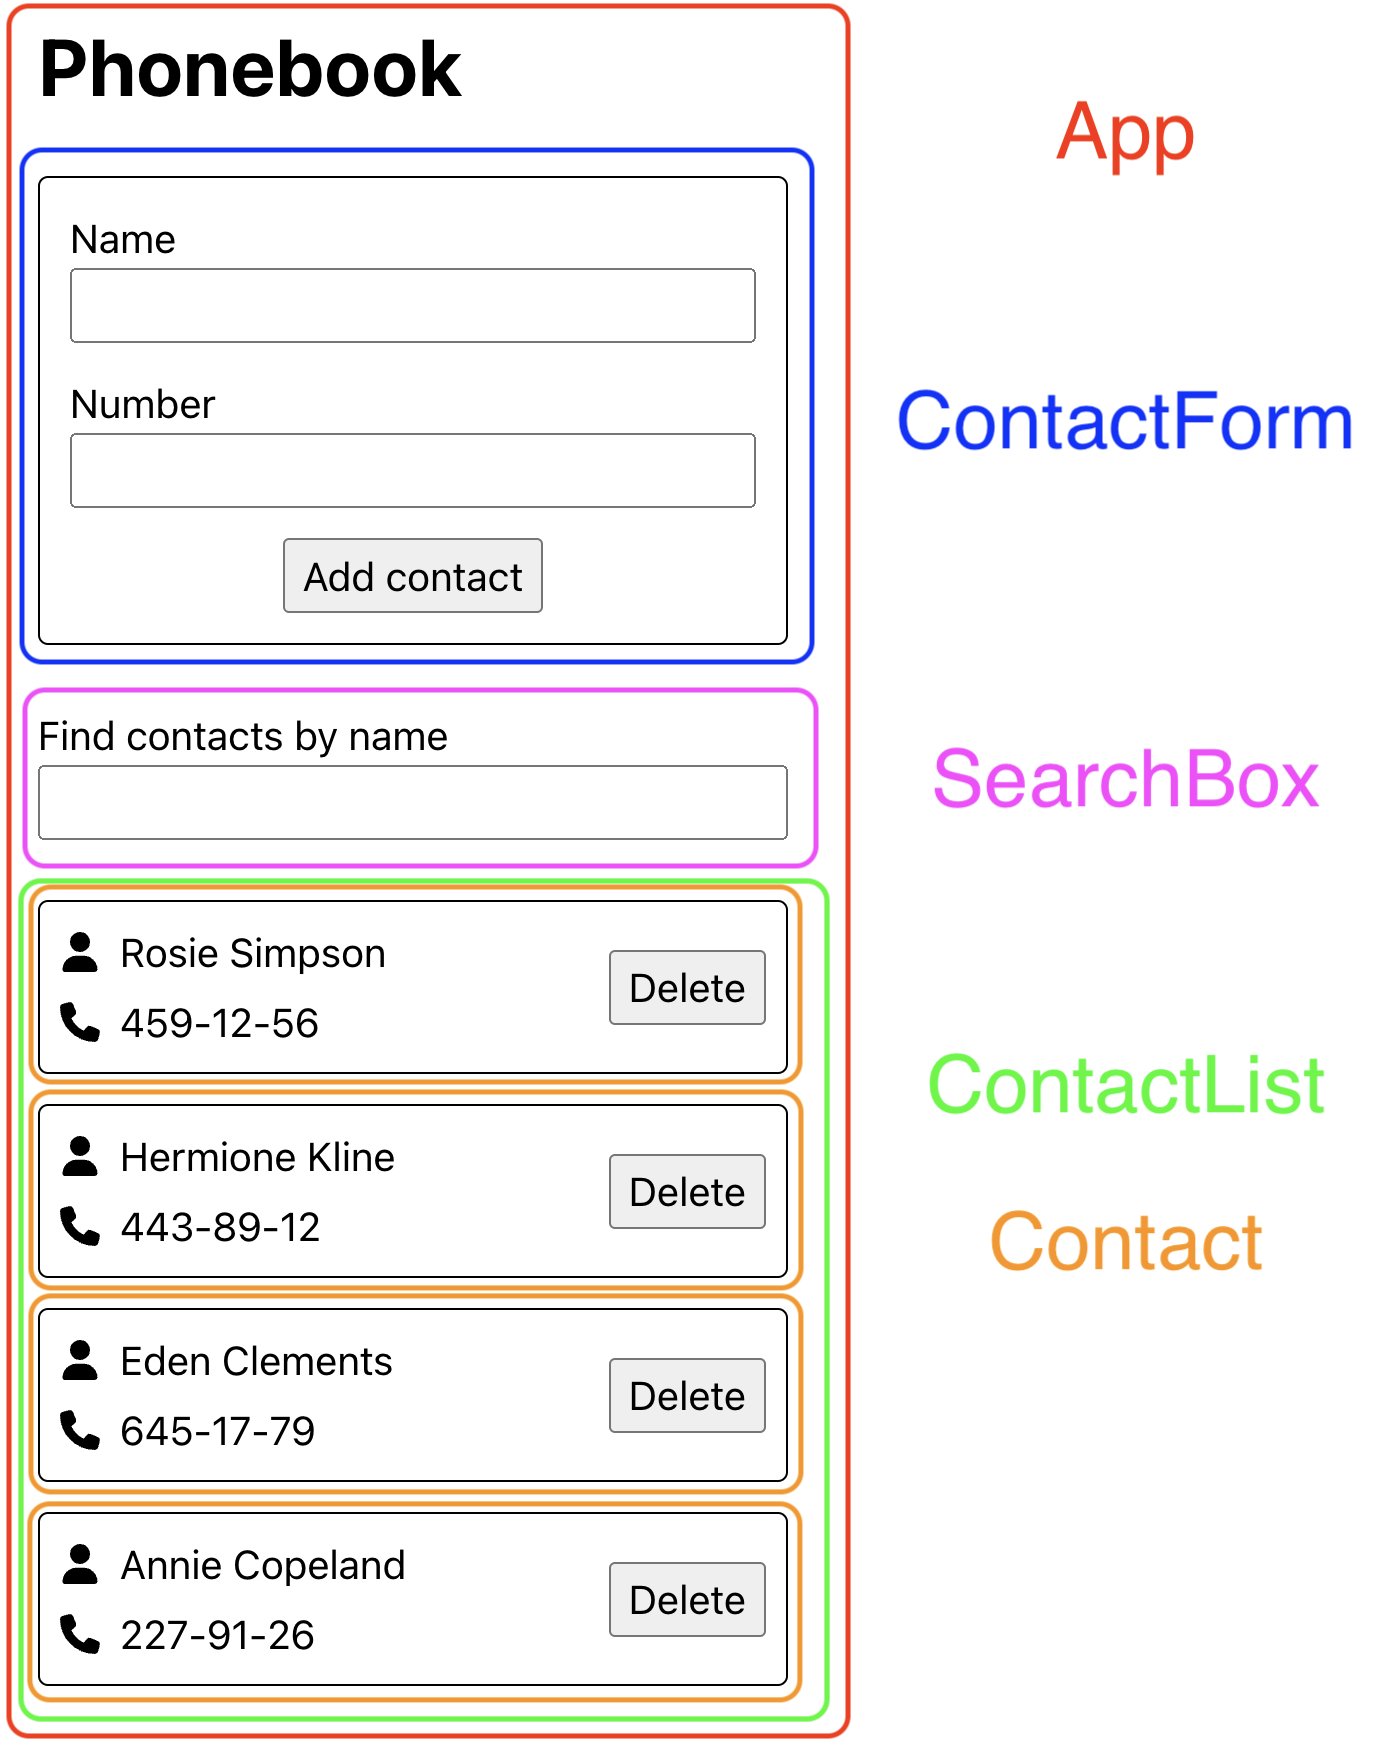 Phonebook
App
Name
Number
ContactForm
Add contact
Find contacts by name
SearchBox
Rosie Simpson
459-12-56
Delete
ContactList
Hermione Kline
443-89-12
Delete
Contact
Eden Clements
645-17-79
Delete
Annie Copeland
227-91-26
Delete